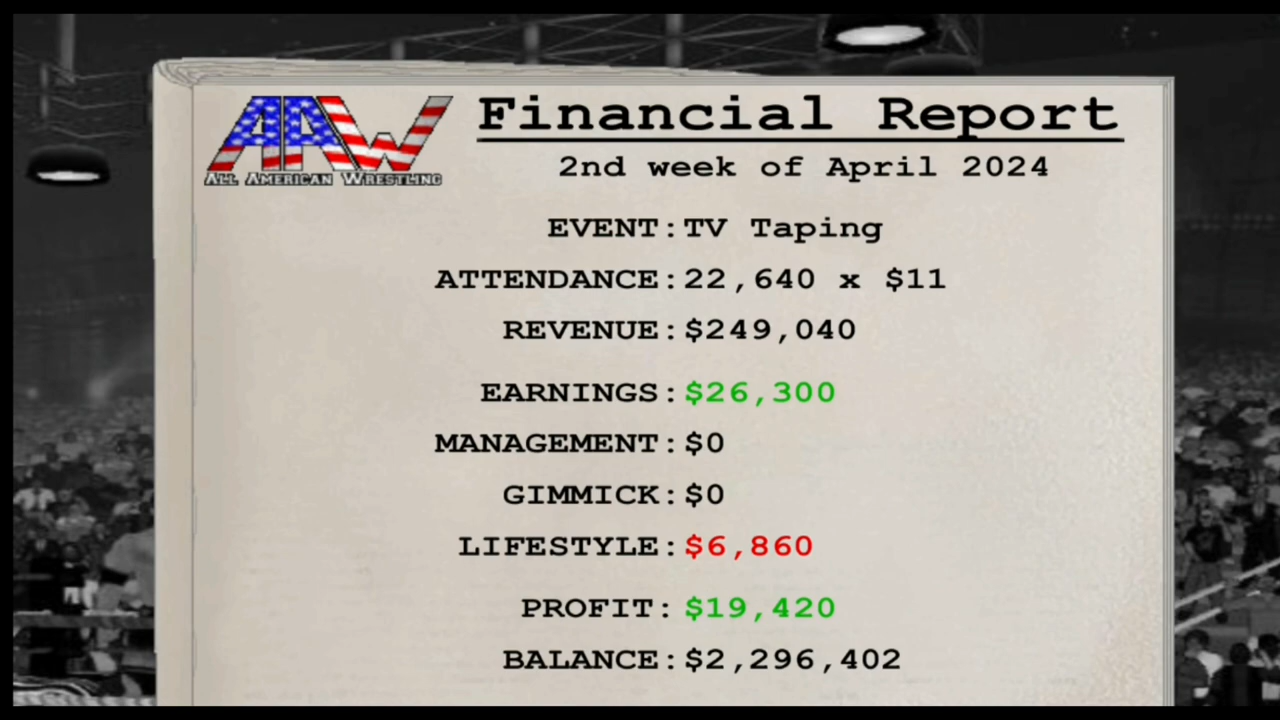 AAW
ALL AMERICAN WRESTLING
Financial Report
2nd week of April 2024
EVENT: TV Taping
ATTENDANCE: 22,640 x $11
REVENUE: $249,040
EARNINGS: $26,300
MANAGEMENT: $0
GIMMICK: $0
LIFESTYLE: $6,860
PROFIT: $19,420
BALANCE: $2,296,402